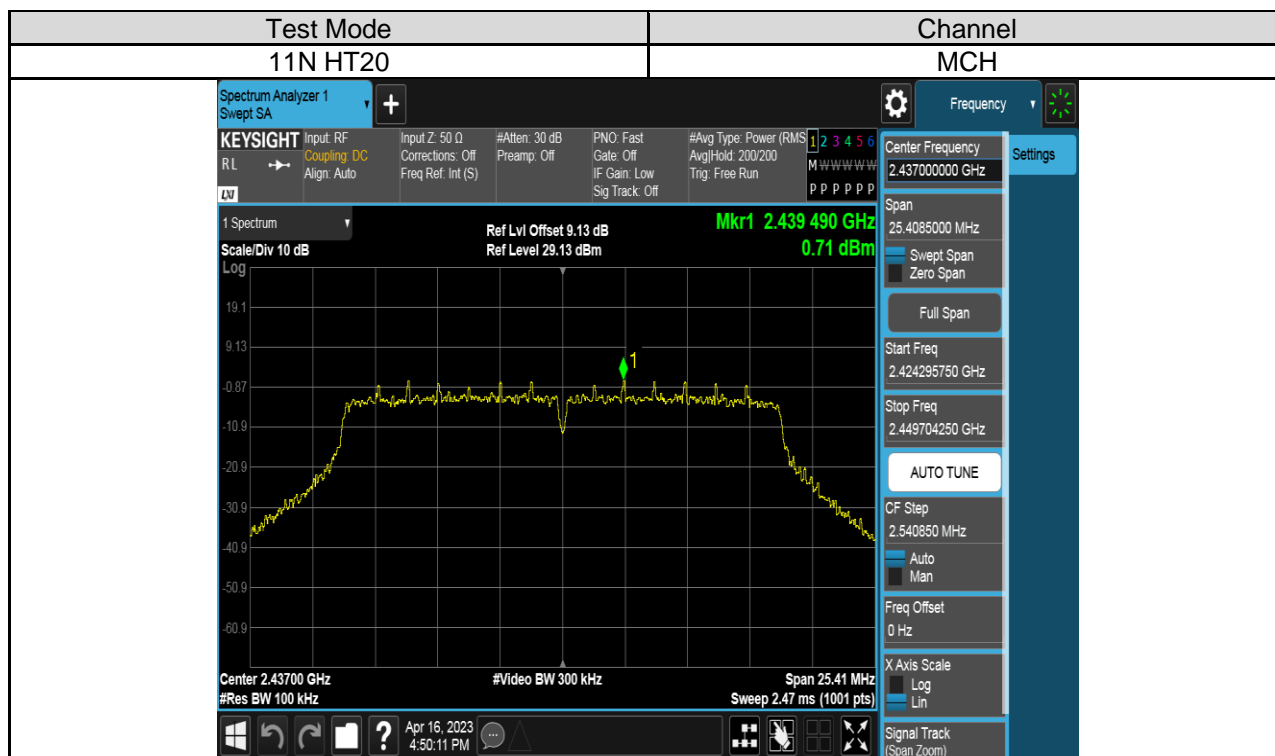 Test Mode Channel
11N HT20 MCH
Spectrum Analyzer 1
Swept SA
+
Frequency
KEYSIGHT Input: RF Input Z: 50 Ω #Atten: 30 dB PNO: Fast #Avg Type: Power (RMS 1 2 3 4 5 6
RL Coupling: DC Corrections: Off Preamp: Off Gate: Off Avg|Hold: 200/200
Align: Auto Freq Ref: Int (S) IF Gain: Low Trig: Free Run M W W W W W
LXI Sig Track: Off P P P P P P
Center Frequency
2.437000000 GHz
Settings
1 Spectrum
Scale/Div 10 dB
Ref Lvl Offset 9.13 dB
Ref Level 29.13 dBm
Mkr1 2.439 490 GHz
0.71 dBm
Log
19.1
9.13
-0.87
-10.9
-20.9
-30.9
-40.9
-50.9
-60.9
1
Center 2.43700 GHz #Video BW 300 kHz Span 25.41 MHz
#Res BW 100 kHz Sweep 2.47 ms (1001 pts)
Span
25.4085000 MHz
Swept Span
Zero Span
Full Span
Start Freq
2.424295750 GHz
Stop Freq
2.449704250 GHz
AUTO TUNE
CF Step
2.540850 MHz
Auto
Man
Freq Offset
0 Hz
X Axis Scale
Log
Lin
Signal Track
(Span Zoom)
?
Apr 16, 2023
4:50:11 PM